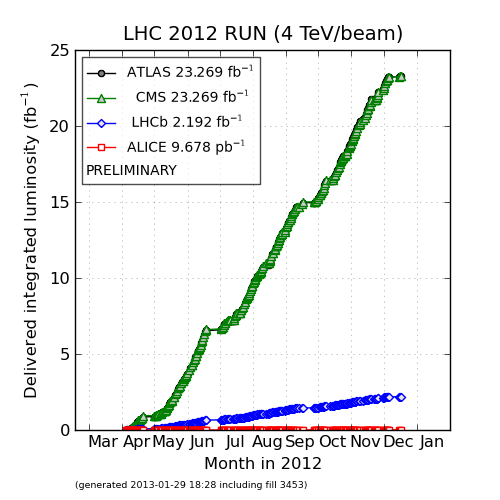 LHC 2012 RUN (4 TeV/beam)
ATLAS 23.269 fb⁻¹
CMS 23.269 fb⁻¹
LHCb 2.192 fb⁻¹
ALICE 9.678 pb⁻¹
PRELIMINARY
Delivered integrated luminosity (fb⁻¹)
25
20
15
10
5
0
Mar Apr May Jun Jul Aug Sep Oct Nov Dec Jan
Month in 2012
(generated 2013-01-29 18:28 including fill 3453)